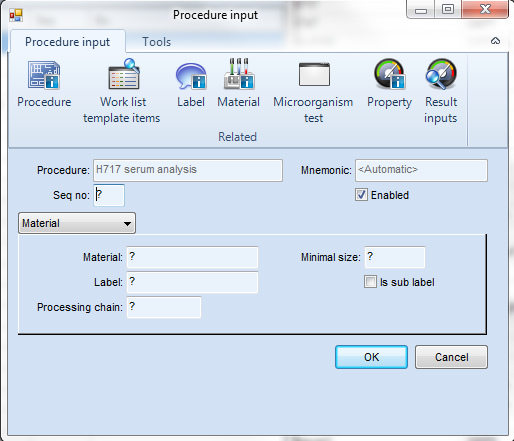 Procedure input
Procedure input Tools
Procedure Work list template items Label Material Microorganism test Property Result inputs
Related
Procedure: H717 serum analysis Mnemonic: <Automatic>
Seq no: ? Enabled
Material
Material: ? Minimal size: ?
Label: ? Is sub label
Processing chain: ?
OK Cancel